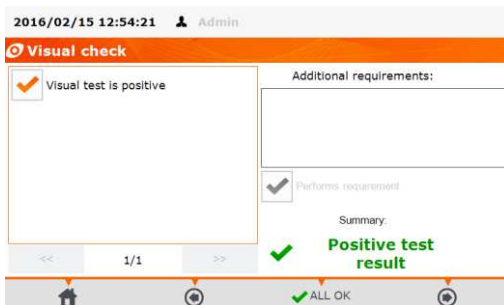 2016/02/15 12:54:21 Admin
Visual check
Visual test is positive
Additional requirements:
Performs requirement
Summary:
Positive test
result
<< 1/1 >>
ALL OK